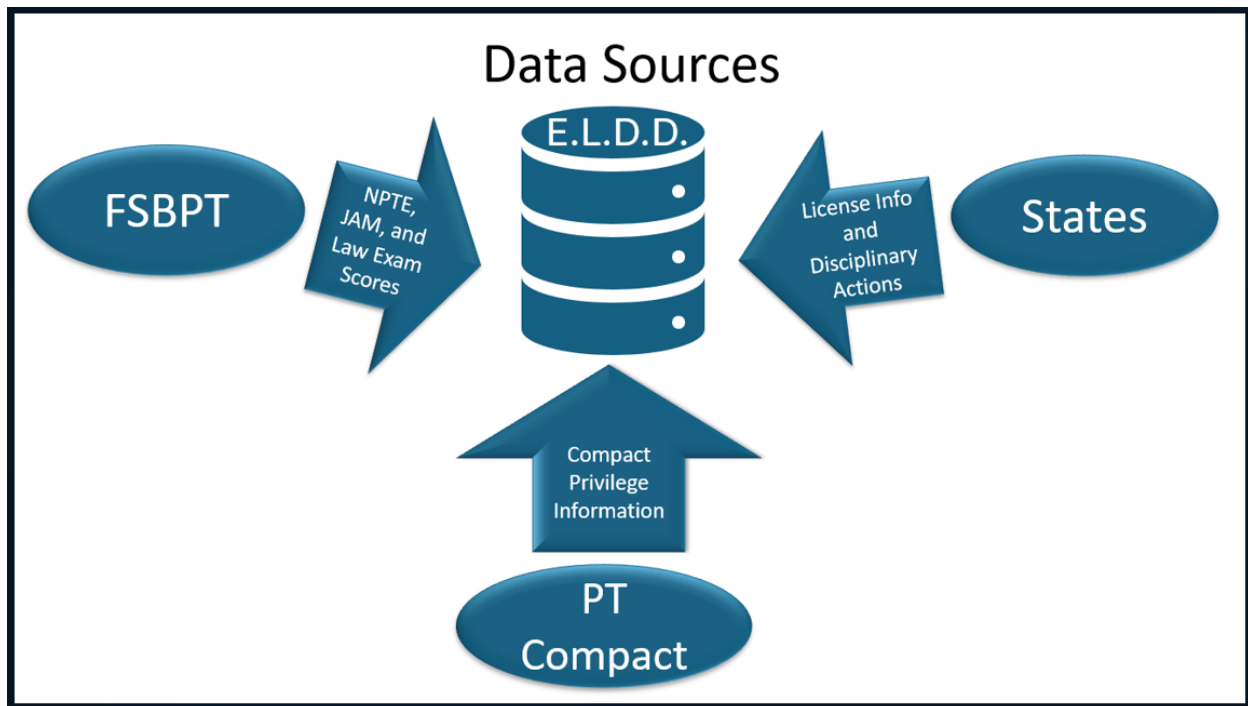 Data Sources
E.L.D.D.
FSBPT
NPTE,
JAM, and
Law Exam
Scores
License Info
and
Disciplinary
Actions
States
Compact
Privilege
Information
PT
Compact